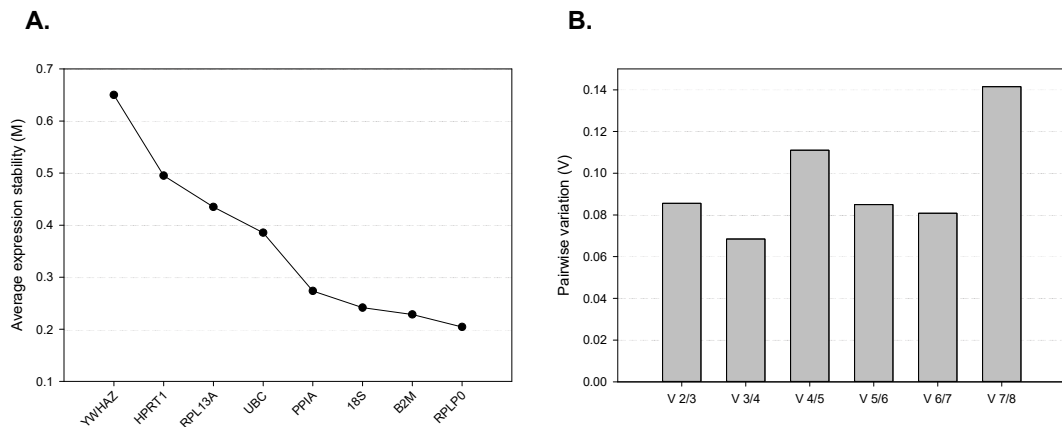 A.
B.
Average expression stability (M)
0.7
0.6
0.5
0.4
0.3
0.2
0.1
YWHAZ
HPRT1
RPL13A
UBC
PPIA
18S
B2M
RPLP0
Pairwise variation (V)
0.14
0.12
0.10
0.08
0.06
0.04
0.02
0.00
V 2/3
V 3/4
V 4/5
V 5/6
V 6/7
V 7/8